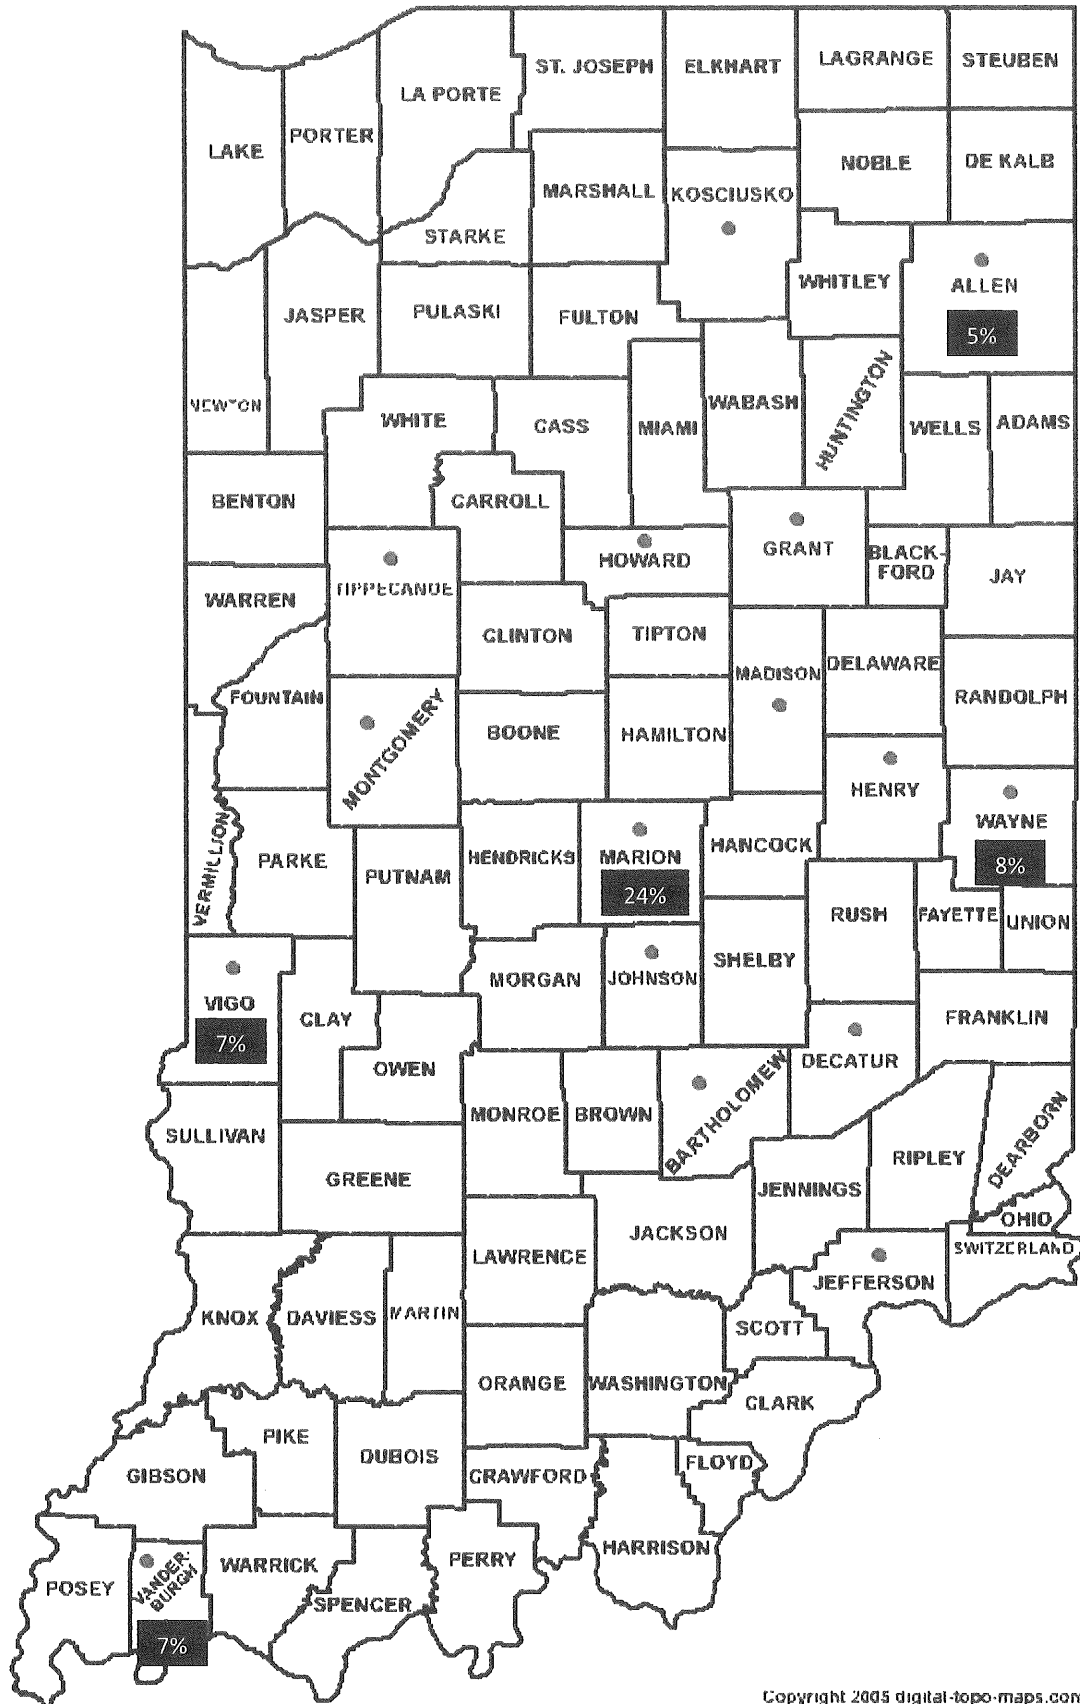 ST. JOSEPH
ELKHART
LAGRANGE
STEUBEN
LA PORTE
PORTER
LAKE
NOBLE
DE KALB
MARSHALL
KOSCIUSKO
STARKE
WHITLEY
ALLEN
5%
JASPER
PULASKI
FULTON
NEWTON
WHITE
CASS
MIAMI
WABASH
HUNTINGTON
WELLS
ADAMS
BENTON
CARROLL
HOWARD
GRANT
BLACK-
FORD
JAY
WARREN
TIPPECANOE
CLINTON
TIPTON
MADISON
DELAWARE
RANDOLPH
FOUNTAIN
MONTGOMERY
BOONE
HAMILTON
HENRY
WAYNE
8%
VERMILLSON
PARKE
PUTNAM
HENDRICKS
MARION
24%
HANCOCK
RUSH
FAYETTE
UNION
VIGO
7%
CLAY
MORGAN
JOHNSON
SHELBY
FRANKLIN
OWEN
DECATUR
MONROE
BROWN
BARTHOLOMEW
SULLIVAN
GREENE
RIPLEY
DEARBORN
JENNINGS
OHIO
LAWRENCE
JACKSON
SWITZERLAND
JEFFERSON
KNOX
DAVIESS
MARTIN
SCOTT
ORANGE
WASHINGTON
CLARK
PIKE
DUBOIS
GIBSON
CRAWFORD
FLOYD
HARRISON
POSEY
VANDER-
BURGH
7%
WARRICK
PERRY
SPENCER
Copyright 2005 digital-topo-maps.com